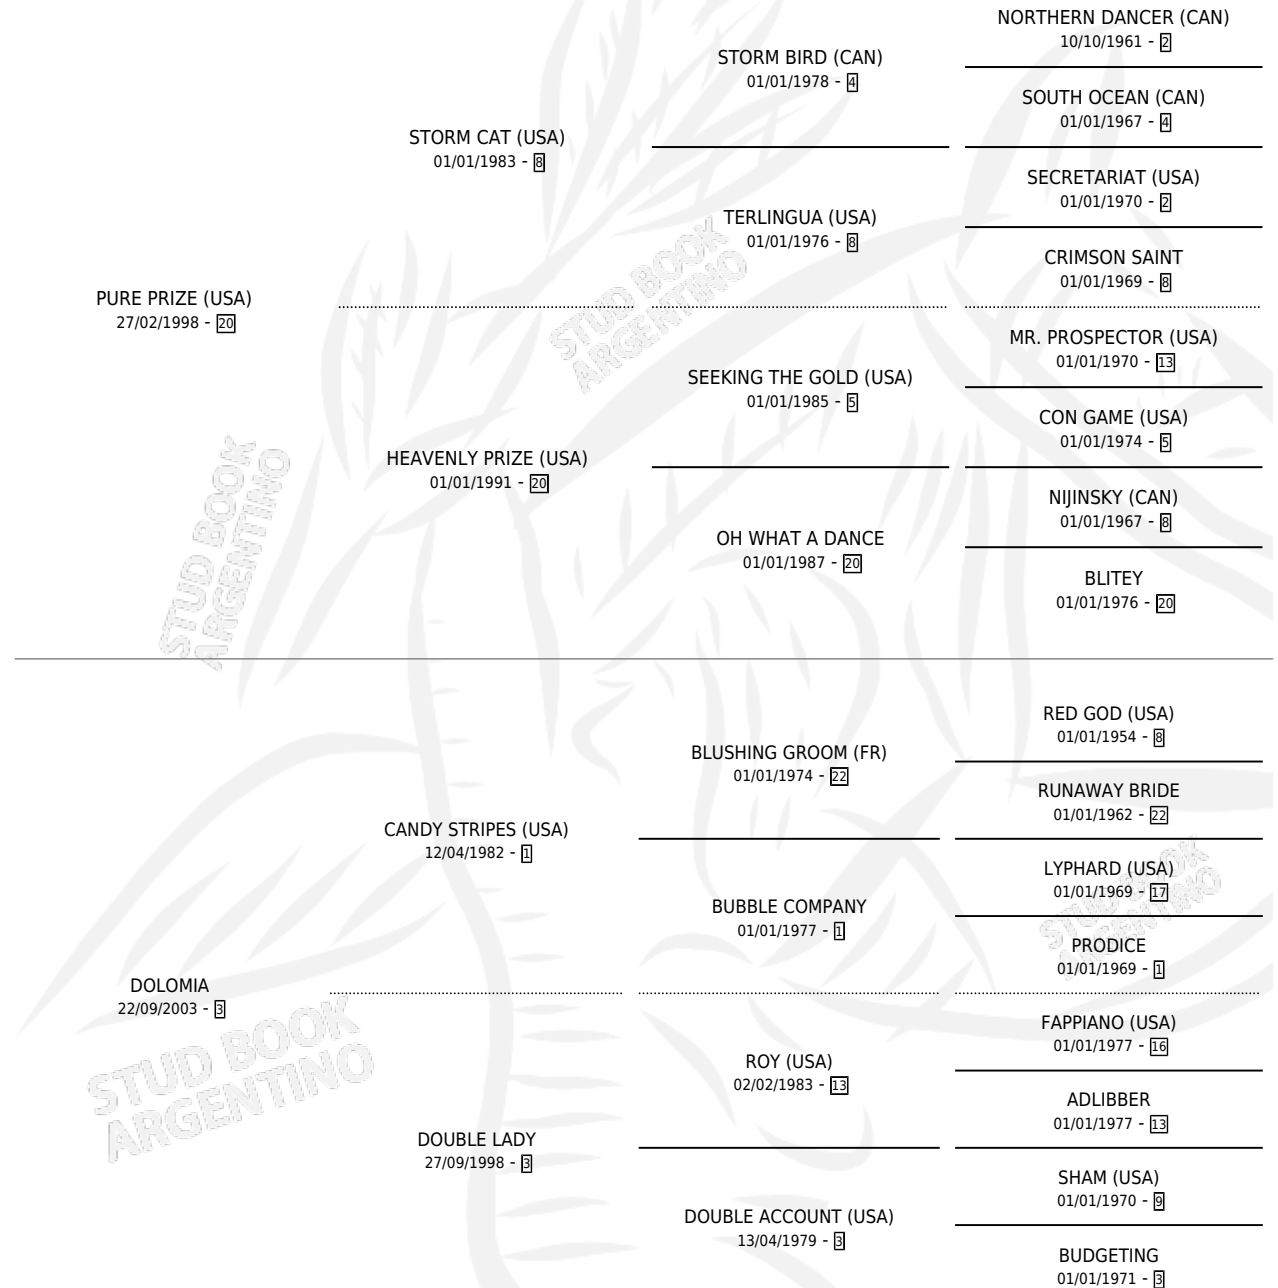 NORTHERN DANCER (CAN)
10/10/1961 - 2
STORM BIRD (CAN)
01/01/1978 - 4
SOUTH OCEAN (CAN)
01/01/1967 - 4
STORM CAT (USA)
01/01/1983 - 8
SECRETARIAT (USA)
01/01/1970 - 2
TERLINGUA (USA)
01/01/1976 - 8
CRIMSON SAINT
01/01/1969 - 8
PURE PRIZE (USA)
27/02/1998 - 20
MR. PROSPECTOR (USA)
01/01/1970 - 13
SEEKING THE GOLD (USA)
01/01/1985 - 5
CON GAME (USA)
01/01/1974 - 5
HEAVENLY PRIZE (USA)
01/01/1991 - 20
NIJINSKY (CAN)
01/01/1967 - 8
OH WHAT A DANCE
01/01/1987 - 20
BLITEY
01/01/1976 - 20
STUD BOOK
ARGENTINO
STUD BOOK
ARGENTINO
RED GOD (USA)
01/01/1954 - 8
BLUSHING GROOM (FR)
01/01/1974 - 22
RUNAWAY BRIDE
01/01/1962 - 22
CANDY STRIPES (USA)
12/04/1982 - 1
LYPHARD (USA)
01/01/1969 - 17
BUBBLE COMPANY
01/01/1977 - 1
PRODICE
01/01/1969 - 1
STUD BOOK
ARGENTINO
DOLOMIA
22/09/2003 - 3
FAPPIANO (USA)
01/01/1977 - 16
ROY (USA)
02/02/1983 - 13
ADLIBBER
01/01/1977 - 13
STUD BOOK
ARGENTINO
DOUBLE LADY
27/09/1998 - 3
SHAM (USA)
01/01/1970 - 9
DOUBLE ACCOUNT (USA)
13/04/1979 - 3
BUDGETING
01/01/1971 - 3